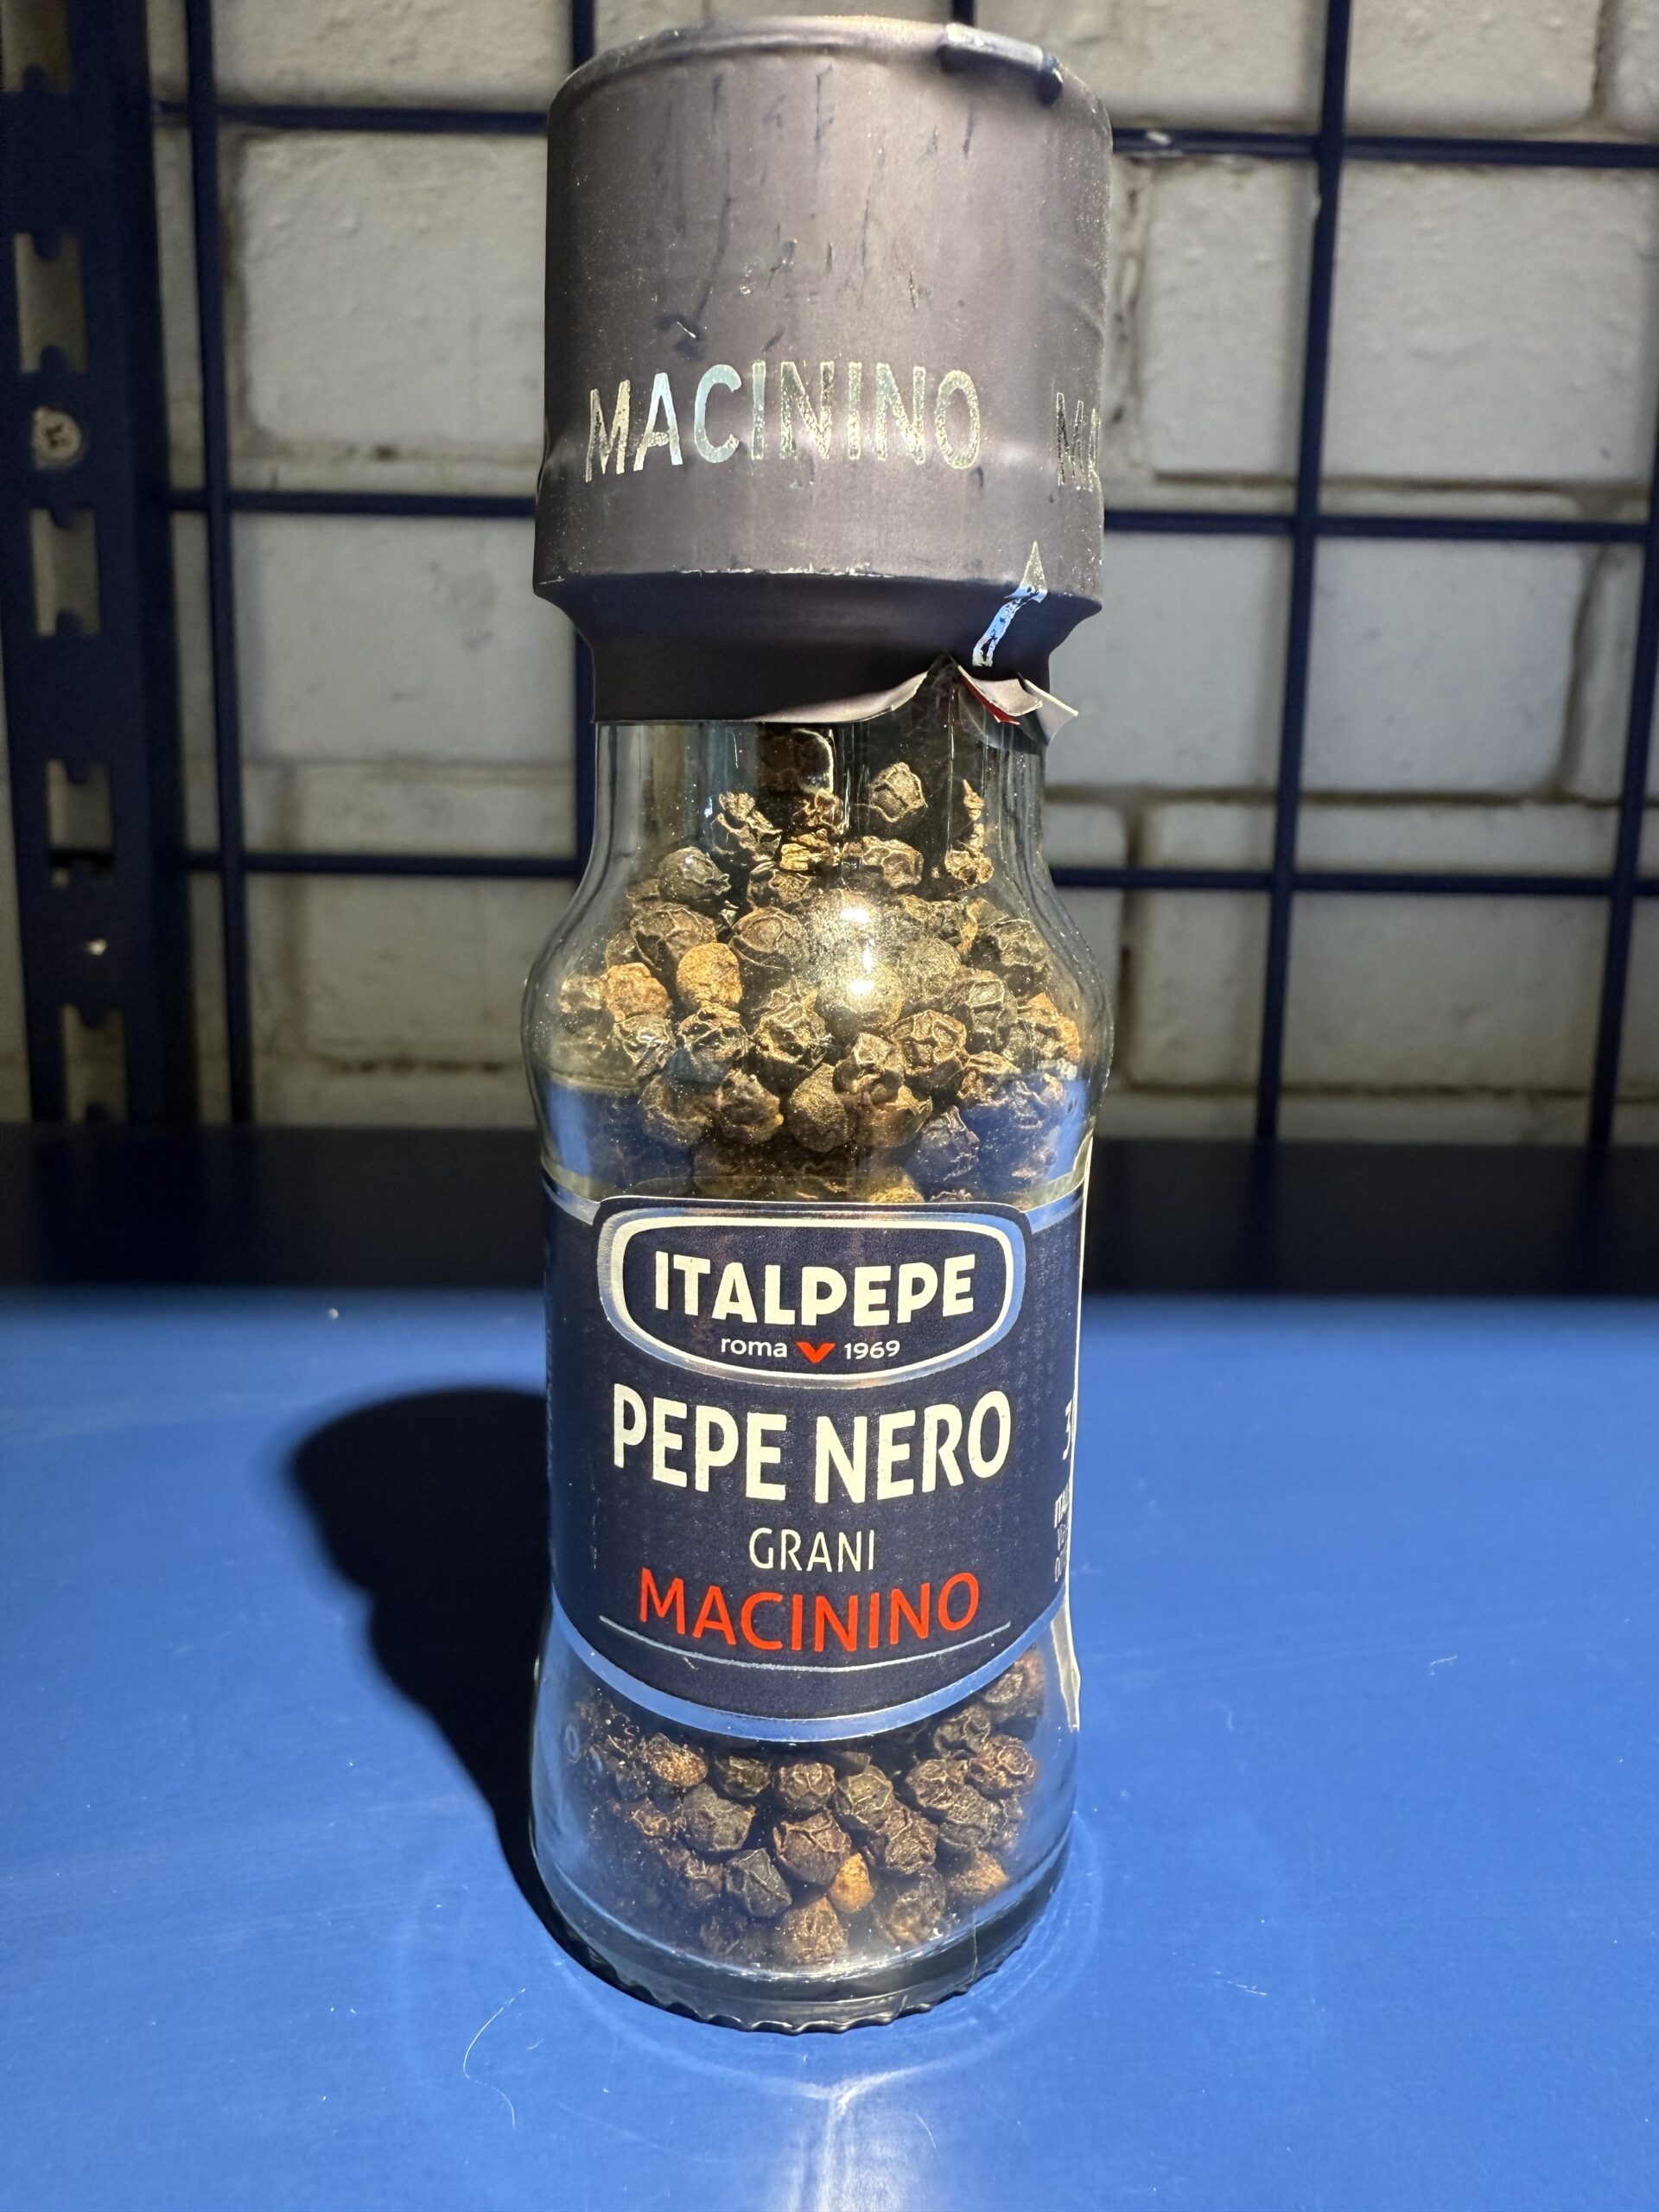 MACININO
ITALPEPE
roma 1969
PEPE NERO
GRANI
MACININO